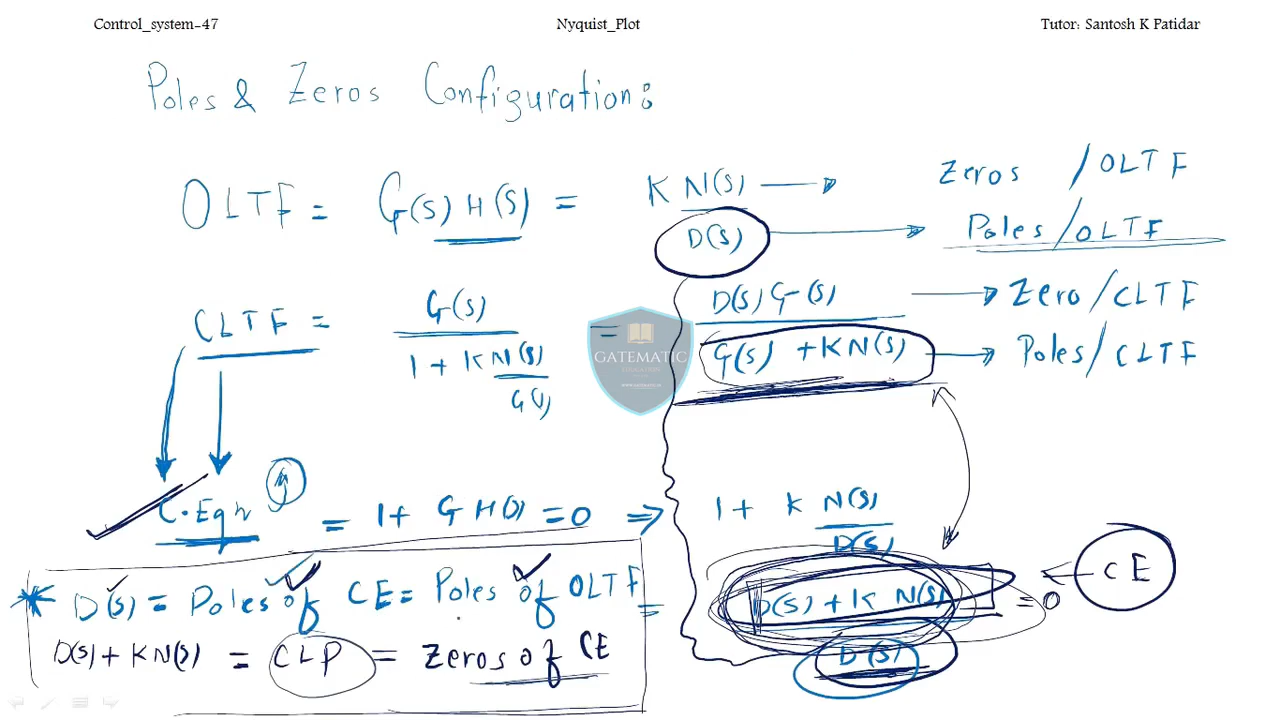 Control_system-47 Nyquist_Plot Tutor: Santosh K Patidar
Poles & Zeros Configuration:
OLTF = G(s) H(s) = K N(s) / D(s)
Zeros / OLTF
Poles / OLTF
CLTF = G(s) / 1 + K N(s) / G() = D(s) G(s) / G(s) + K N(s)
Zero / CLTF
Poles / CLTF
GATEMATIC
EDUCATION
C. Eqn = 1 + G H(s) = 0 ⇒ 1 + K N(s) / D(s)
= D(s) + K N(s) / D(s) = 0
CE
* D(s) = Poles of CE = Poles of OLTF
D(s) + K N(s) = CLP = Zeros of CE